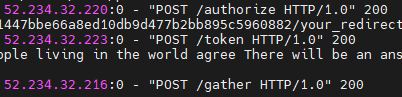 52.234.32.220:0 - "POST /authorize HTTP/1.0" 200
1447bbe66a8ed10db9d477b2bb895c5960882/your_redirect
52.234.32.223:0 - "POST /token HTTP/1.0" 200
ople living in the world agree There will be an ans
52.234.32.216:0 - "POST /gather HTTP/1.0" 200